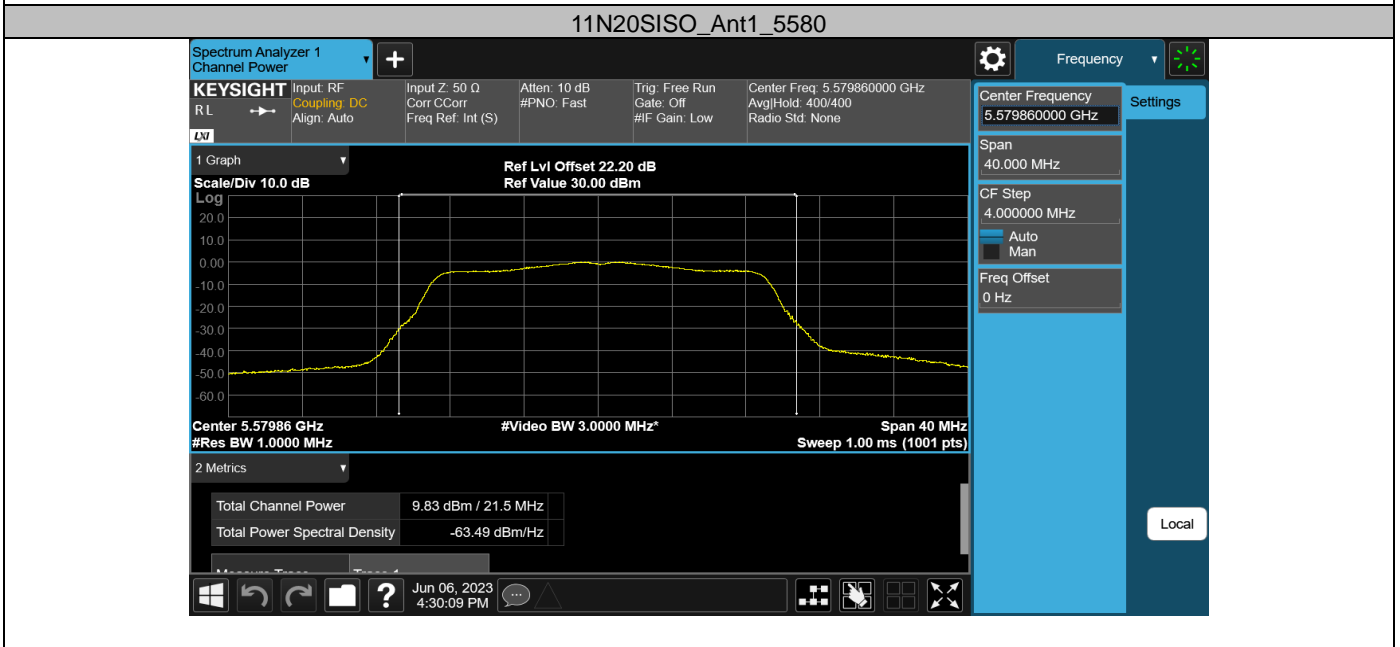 11N20SISO_Ant1_5580
Spectrum Analyzer 1
Channel Power
Frequency
KEYSIGHT
R L
LXI
Input: RF
Coupling: DC
Align: Auto
Input Z: 50 Ω
Corr CCorr
Freq Ref: Int (S)
Atten: 10 dB
#PNO: Fast
Trig: Free Run
Gate: Off
#IF Gain: Low
Center Freq: 5.579860000 GHz
Avg|Hold: 400/400
Radio Std: None
Center Frequency
5.579860000 GHz
Settings
Span
40.000 MHz
CF Step
4.000000 MHz
Auto
Man
Freq Offset
0 Hz
Local
1 Graph
Scale/Div 10.0 dB
Ref Lvl Offset 22.20 dB
Ref Value 30.00 dBm
Log
20.0
10.0
0.00
-10.0
-20.0
-30.0
-40.0
-50.0
-60.0
Center 5.57986 GHz
#Video BW 3.0000 MHz*
Span 40 MHz
#Res BW 1.0000 MHz
Sweep 1.00 ms (1001 pts)
2 Metrics
Total Channel Power 9.83 dBm / 21.5 MHz
Total Power Spectral Density -63.49 dBm/Hz
Measure Trace Trace 1
?
Jun 06, 2023
4:30:09 PM